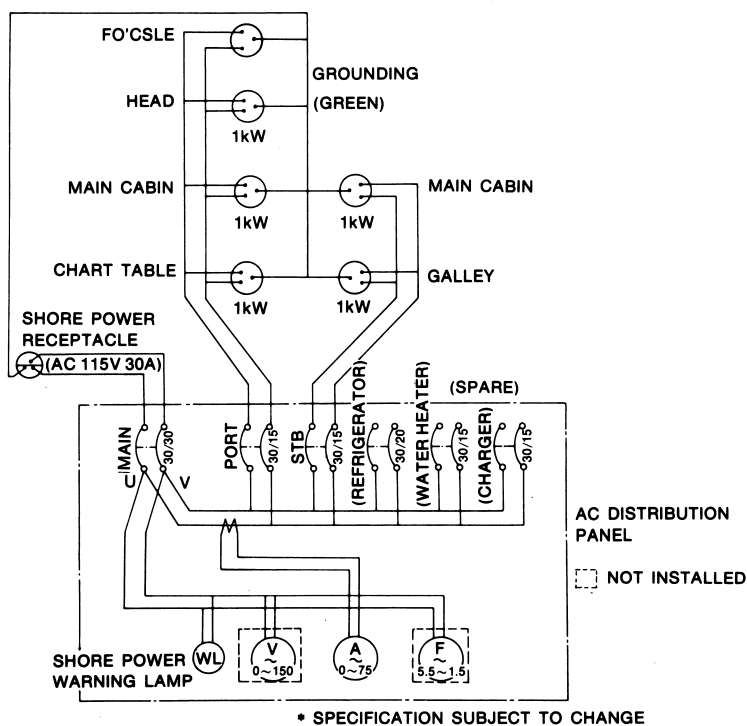 FO'CSLE
GROUNDING
(GREEN)
HEAD
1kW
MAIN CABIN
MAIN CABIN
1kW
1kW
CHART TABLE
GALLEY
1kW
1kW
SHORE POWER
RECEPTACLE
(AC 115V 30A)
(SPARE)
MAIN
30/30
PORT
30/15
STB
30/15
(REFRIGERATOR)
30/20
(WATER HEATER)
30/15
(CHARGER)
30/15
U
V
AC DISTRIBUTION
PANEL
NOT INSTALLED
SHORE POWER
WARNING LAMP
WL
V
~
0~150
A
~
0~75
F
~
5.5~1.5
* SPECIFICATION SUBJECT TO CHANGE